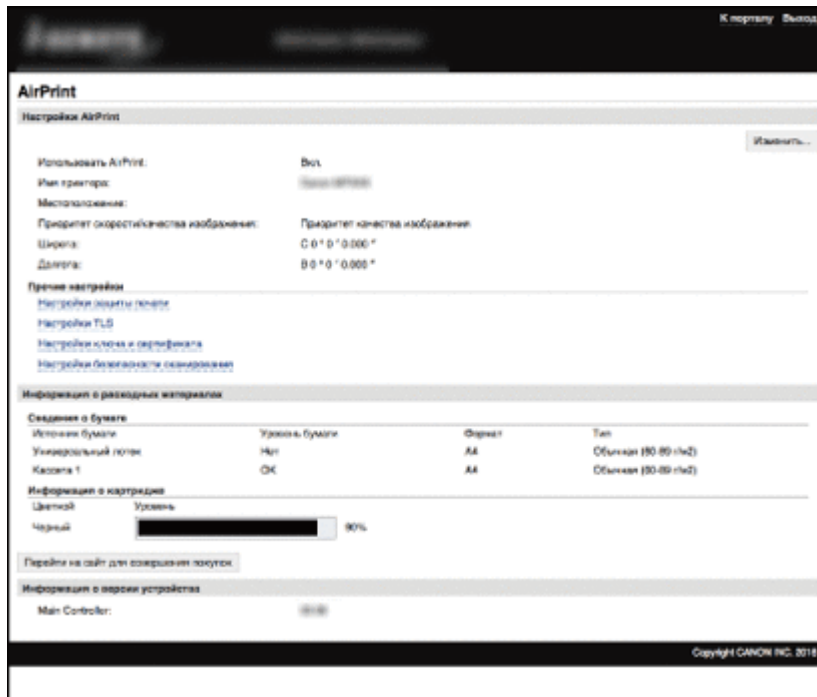 К порталу Выход
AirPrint
Настройки AirPrint
Изменить...
Использовать AirPrint: Вкл.
Имя принтера:
Местоположение:
Приоритет скорости/качества изображения: Приоритет качества изображения
Широта: С 0 ° 0 ' 0.000 "
Долгота: В 0 ° 0 ' 0.000 "
Прочие настройки
Настройки защиты печати
Настройки TLS
Настройки ключа и сертификата
Настройки безопасности сканирования
Информация о расходных материалах
Сведения о бумаге
Источник бумаги Уровень бумаги Формат Тип
Универсальный лоток Нет A4 Обычная (60-89 г/м2)
Кассета 1 OK A4 Обычная (60-89 г/м2)
Информация о картридже
Цветной Уровень
Черный 90%
Перейти на сайт для совершения покупок
Информация о версии устройства
Main Controller:
Copyright CANON INC. 2018